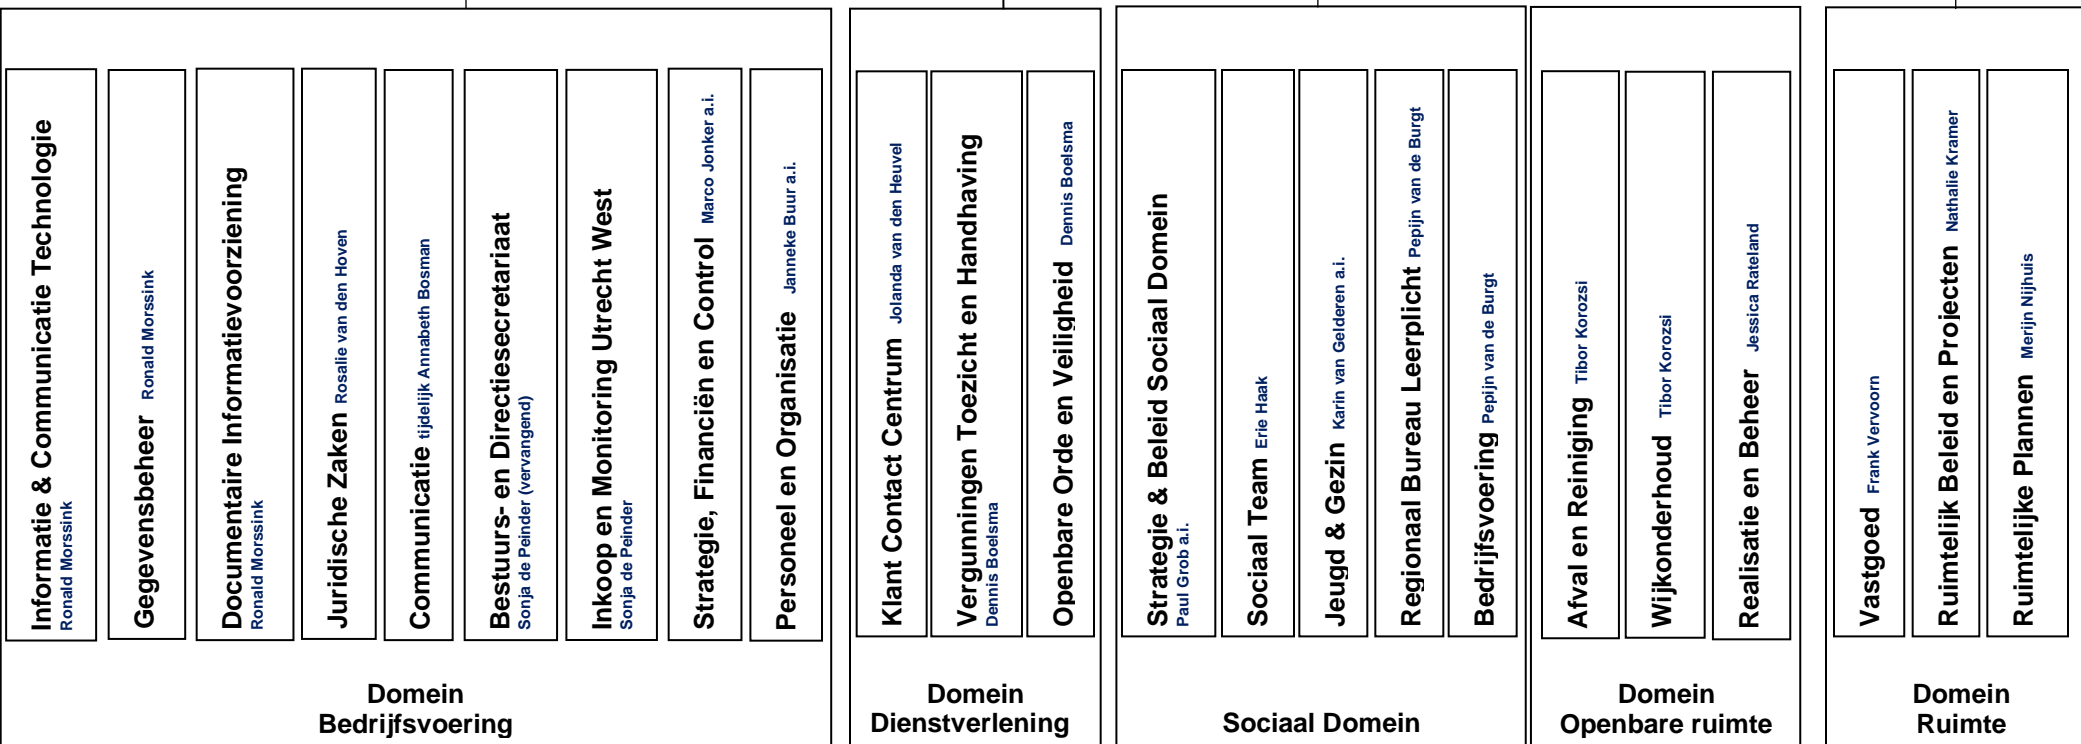 Informatie & Communicatie Technologie
Ronald Morssink
Gegevensbeheer Ronald Morssink
Documentaire Informatievoorziening
Ronald Morssink
Juridische Zaken Rosalie van den Hoven
Communicatie tijdelijk Annabeth Bosman
Bestuurs- en Directiesecretariaat
Sonja de Peinder (vervangend)
Inkoop en Monitoring Utrecht West
Sonja de Peinder
Strategie, Financiën en Control Marco Jonker a.i.
Personeel en Organisatie Janneke Buur a.i.
Domein
Bedrijfsvoering
Klant Contact Centrum Jolanda van den Heuvel
Vergunningen Toezicht en Handhaving
Dennis Boelsma
Openbare Orde en Veiligheid Dennis Boelsma
Domein
Dienstverlening
Strategie & Beleid Sociaal Domein
Paul Grob a.i.
Sociaal Team Erie Haak
Jeugd & Gezin Karin van Gelderen a.i.
Regionaal Bureau Leerplicht Pepijn van de Burgt
Bedrijfsvoering Pepijn van de Burgt
Sociaal Domein
Afval en Reiniging Tibor Korozsi
Wijkonderhoud Tibor Korozsi
Realisatie en Beheer Jessica Rateland
Domein
Openbare ruimte
Vastgoed Frank Vervoorn
Ruimtelijk Beleid en Projecten Nathalie Kramer
Ruimtelijke Plannen Merijn Nijhuis
Domein
Ruimte